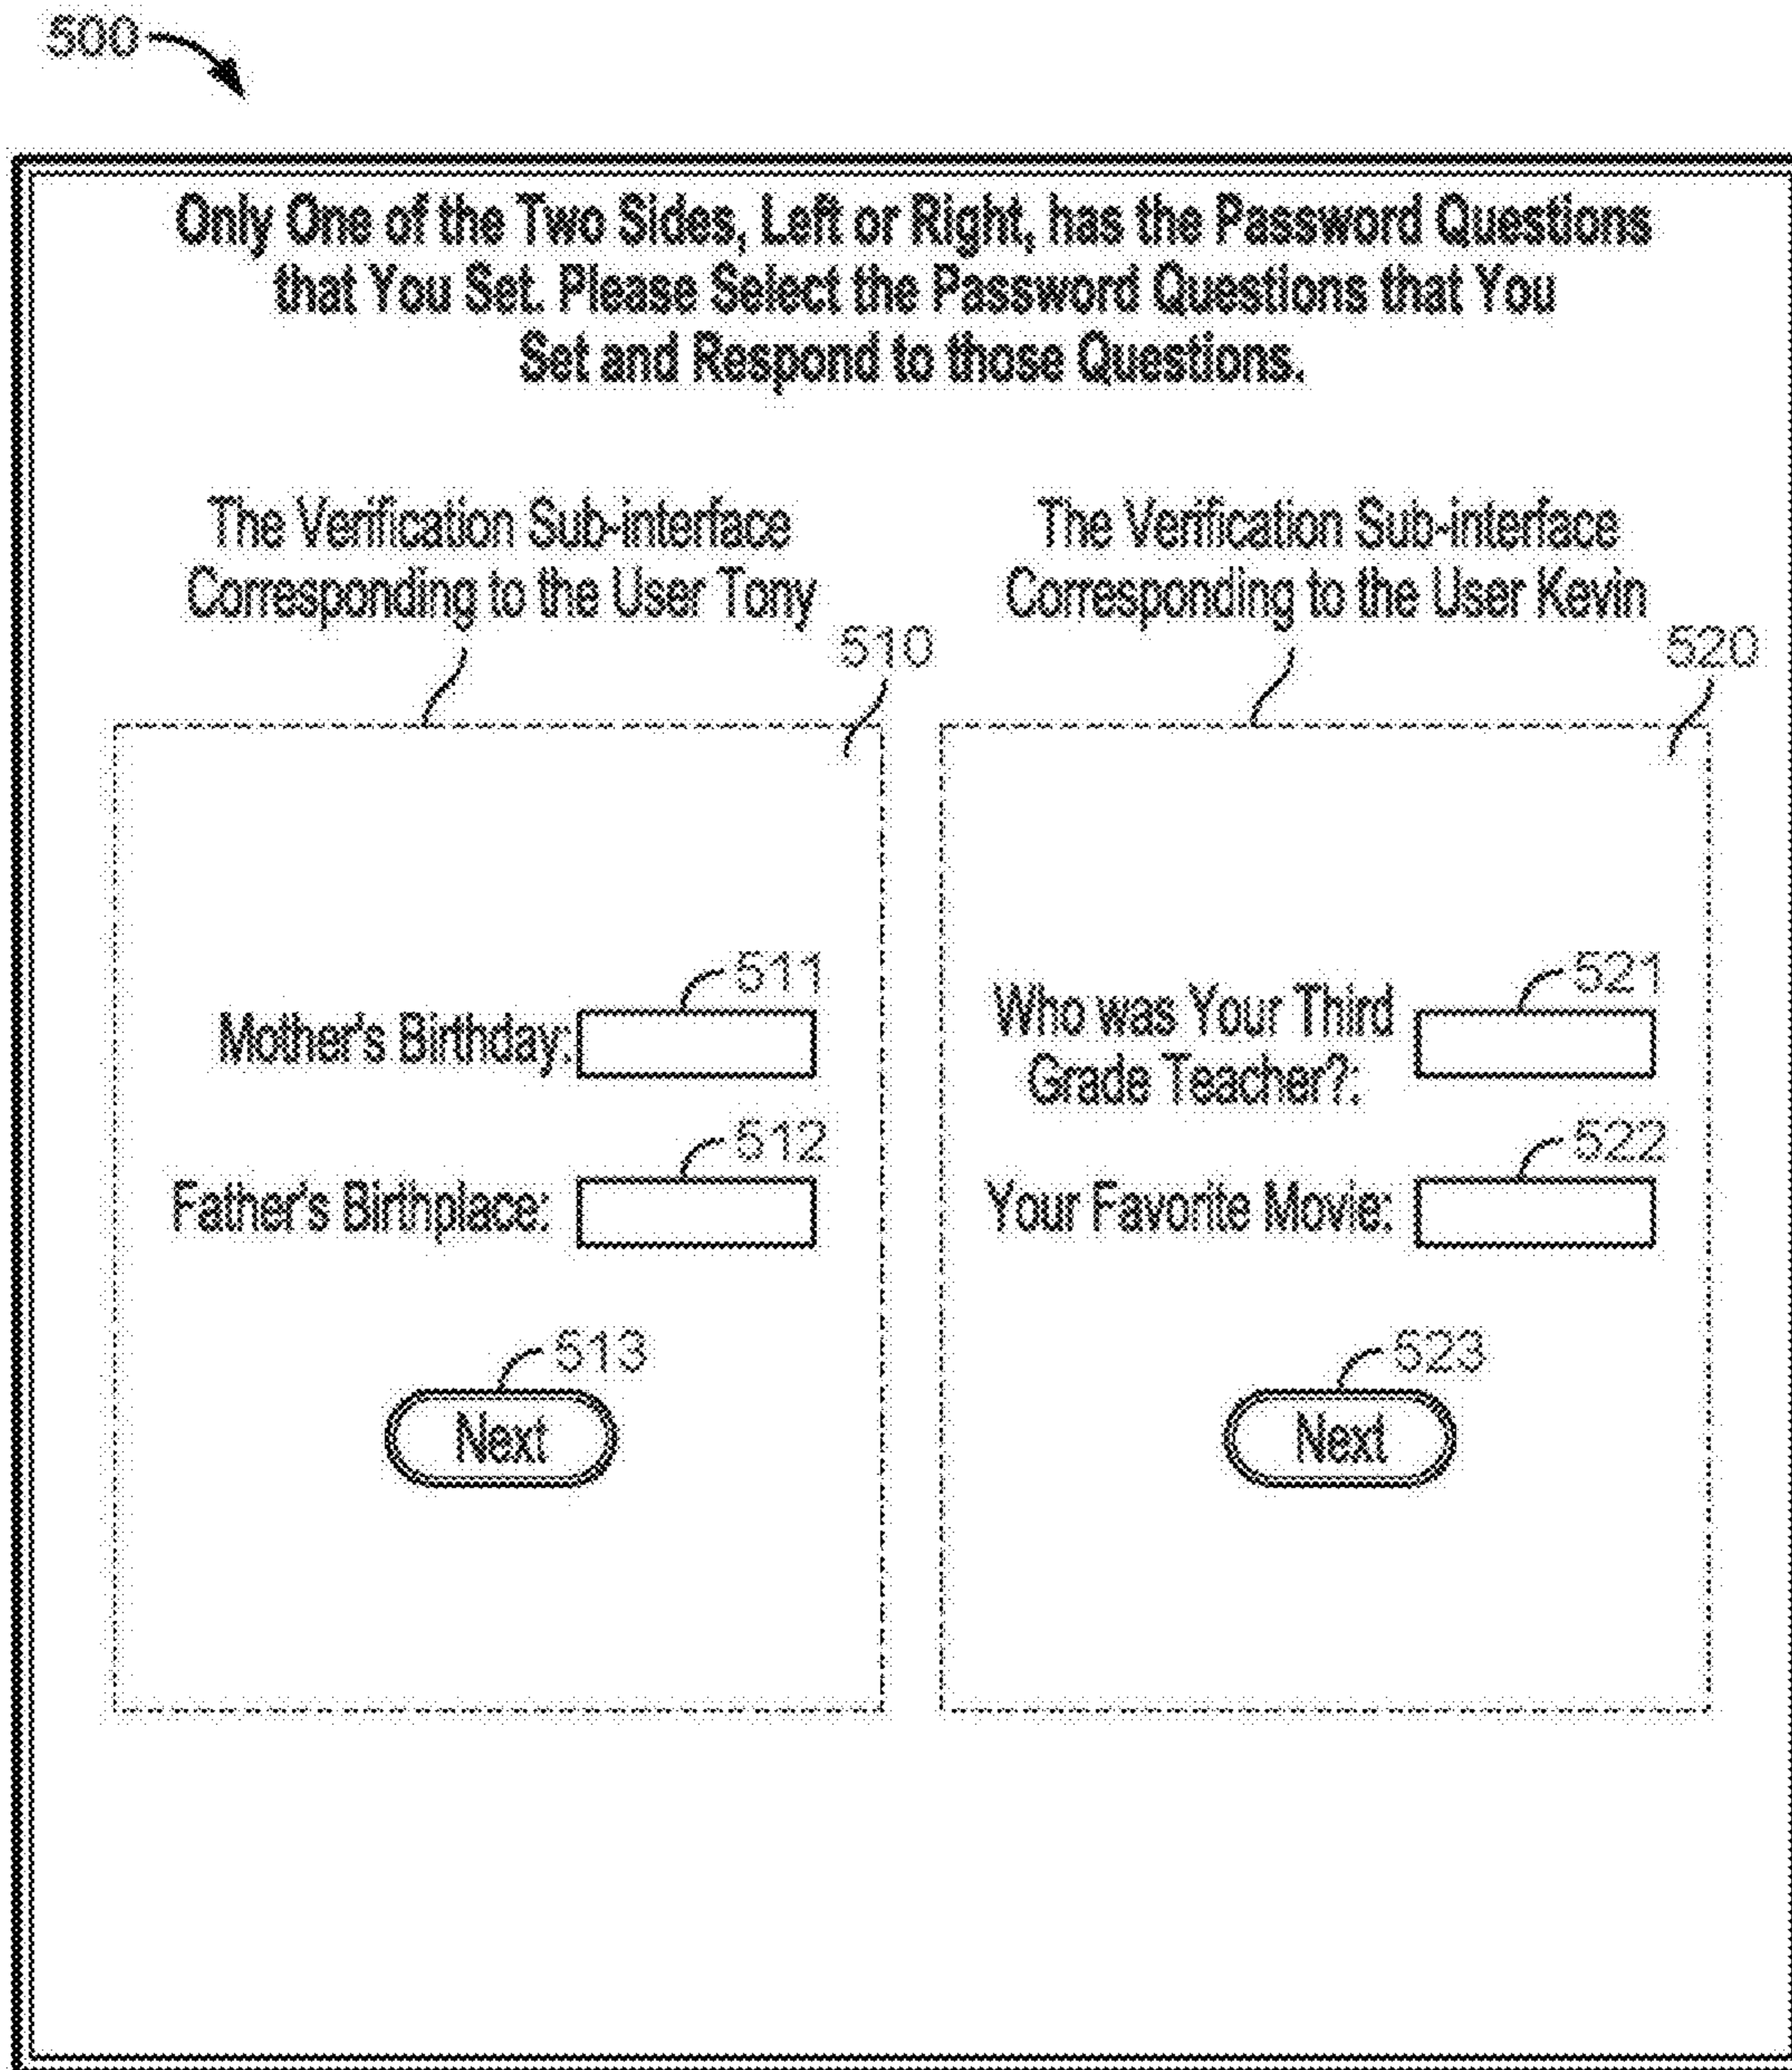 500
Only One of the Two Sides, Left or Right, has the Password Questions
that You Set. Please Select the Password Questions that You
Set and Respond to those Questions.
The Verification Sub-interface
Corresponding to the User Tony
510
The Verification Sub-interface
Corresponding to the User Kevin
520
511
Mother's Birthday:
512
Father's Birthplace:
513
Next
521
Who was Your Third
Grade Teacher?:
522
Your Favorite Movie:
523
Next